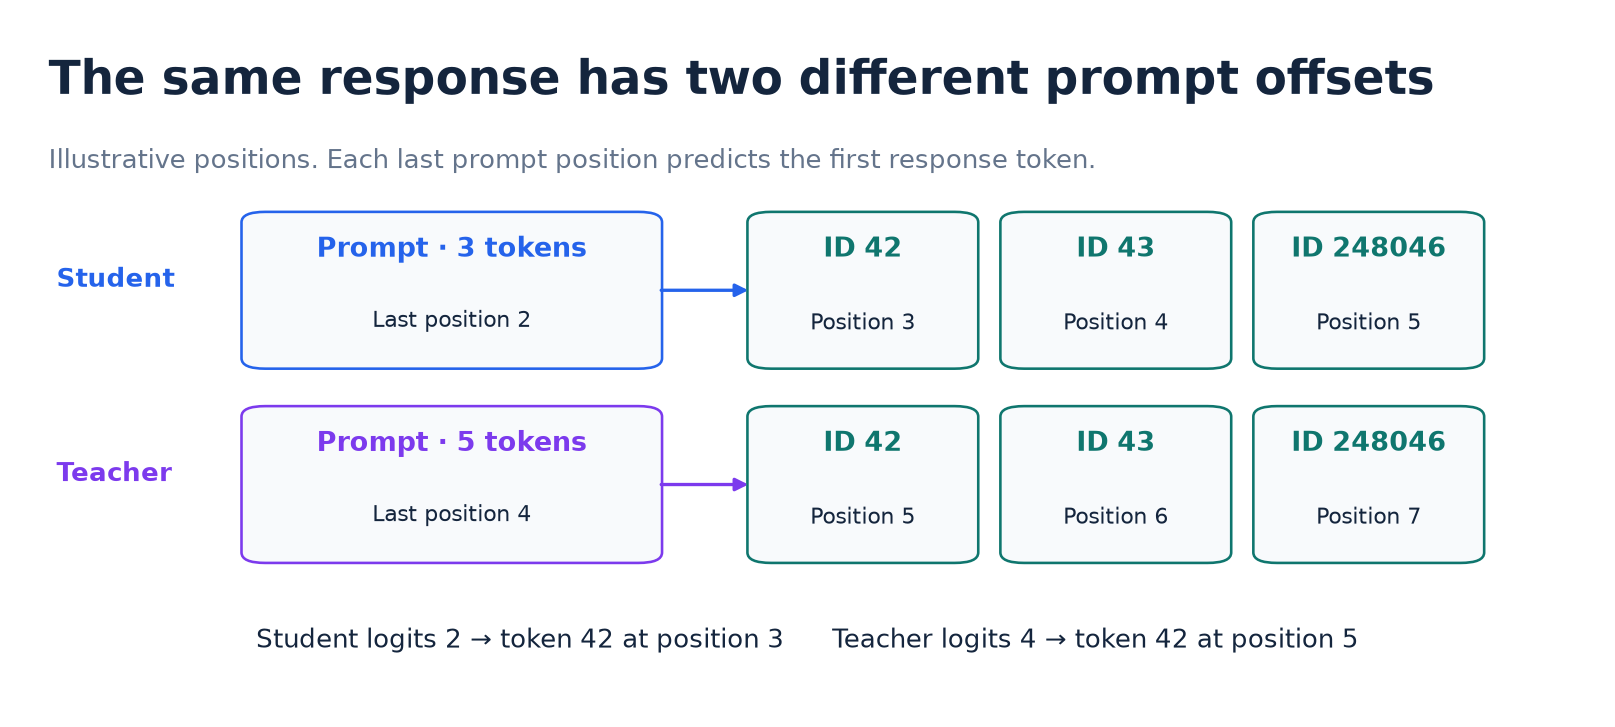 The same response has two different prompt offsets
Illustrative positions. Each last prompt position predicts the first response token.
Student
Prompt · 3 tokens
Last position 2
ID 42
Position 3
ID 43
Position 4
ID 248046
Position 5
Teacher
Prompt · 5 tokens
Last position 4
ID 42
Position 5
ID 43
Position 6
ID 248046
Position 7
Student logits 2 → token 42 at position 3
Teacher logits 4 → token 42 at position 5